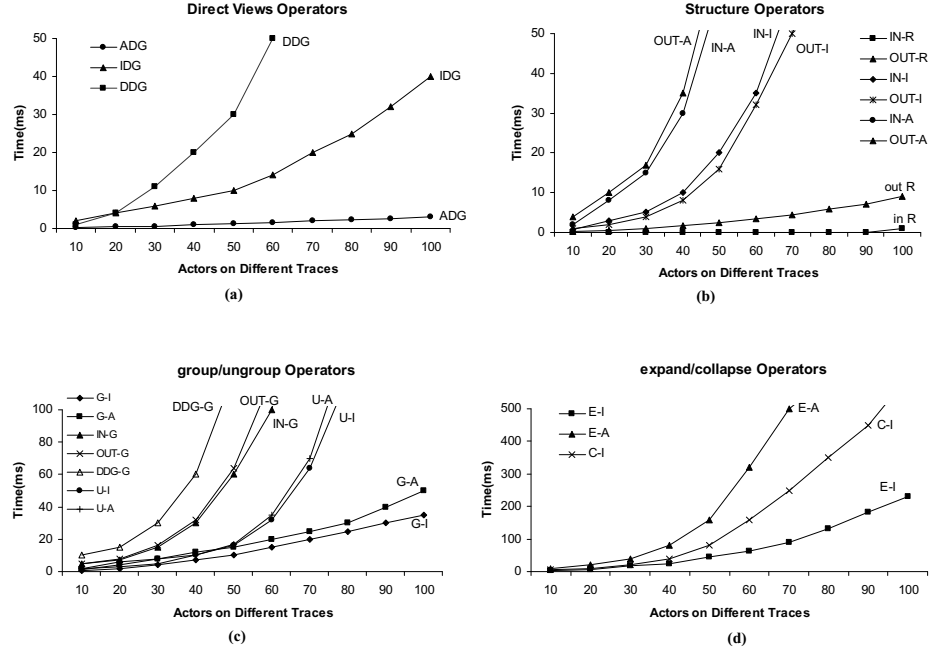 Direct Views Operators
50
40
30
20
10
0
Time(ms)
ADG
IDG
DDG
DDG
IDG
ADG
10 20 30 40 50 60 70 80 90 100
Actors on Different Traces
(a)
Structure Operators
50
40
30
20
10
0
Time(ms)
OUT-A
IN-A
IN-I
OUT-I
IN-R
OUT-R
IN-I
OUT-I
IN-A
OUT-A
out R
in R
10 20 30 40 50 60 70 80 90 100
Actors on Different Traces
(b)
group/ungroup Operators
100
80
60
40
20
0
Time(ms)
G-I
G-A
IN-G
OUT-G
DDG-G
U-I
U-A
DDG-G
OUT-G
IN-G
U-A
U-I
G-A
G-I
10 20 30 40 50 60 70 80 90 100
Actors on Different Traces
(c)
expand/collapse Operators
500
400
300
200
100
0
Time(ms)
E-I
E-A
C-I
E-A
C-I
E-I
10 20 30 40 50 60 70 80 90 100
Actors on Different Traces
(d)